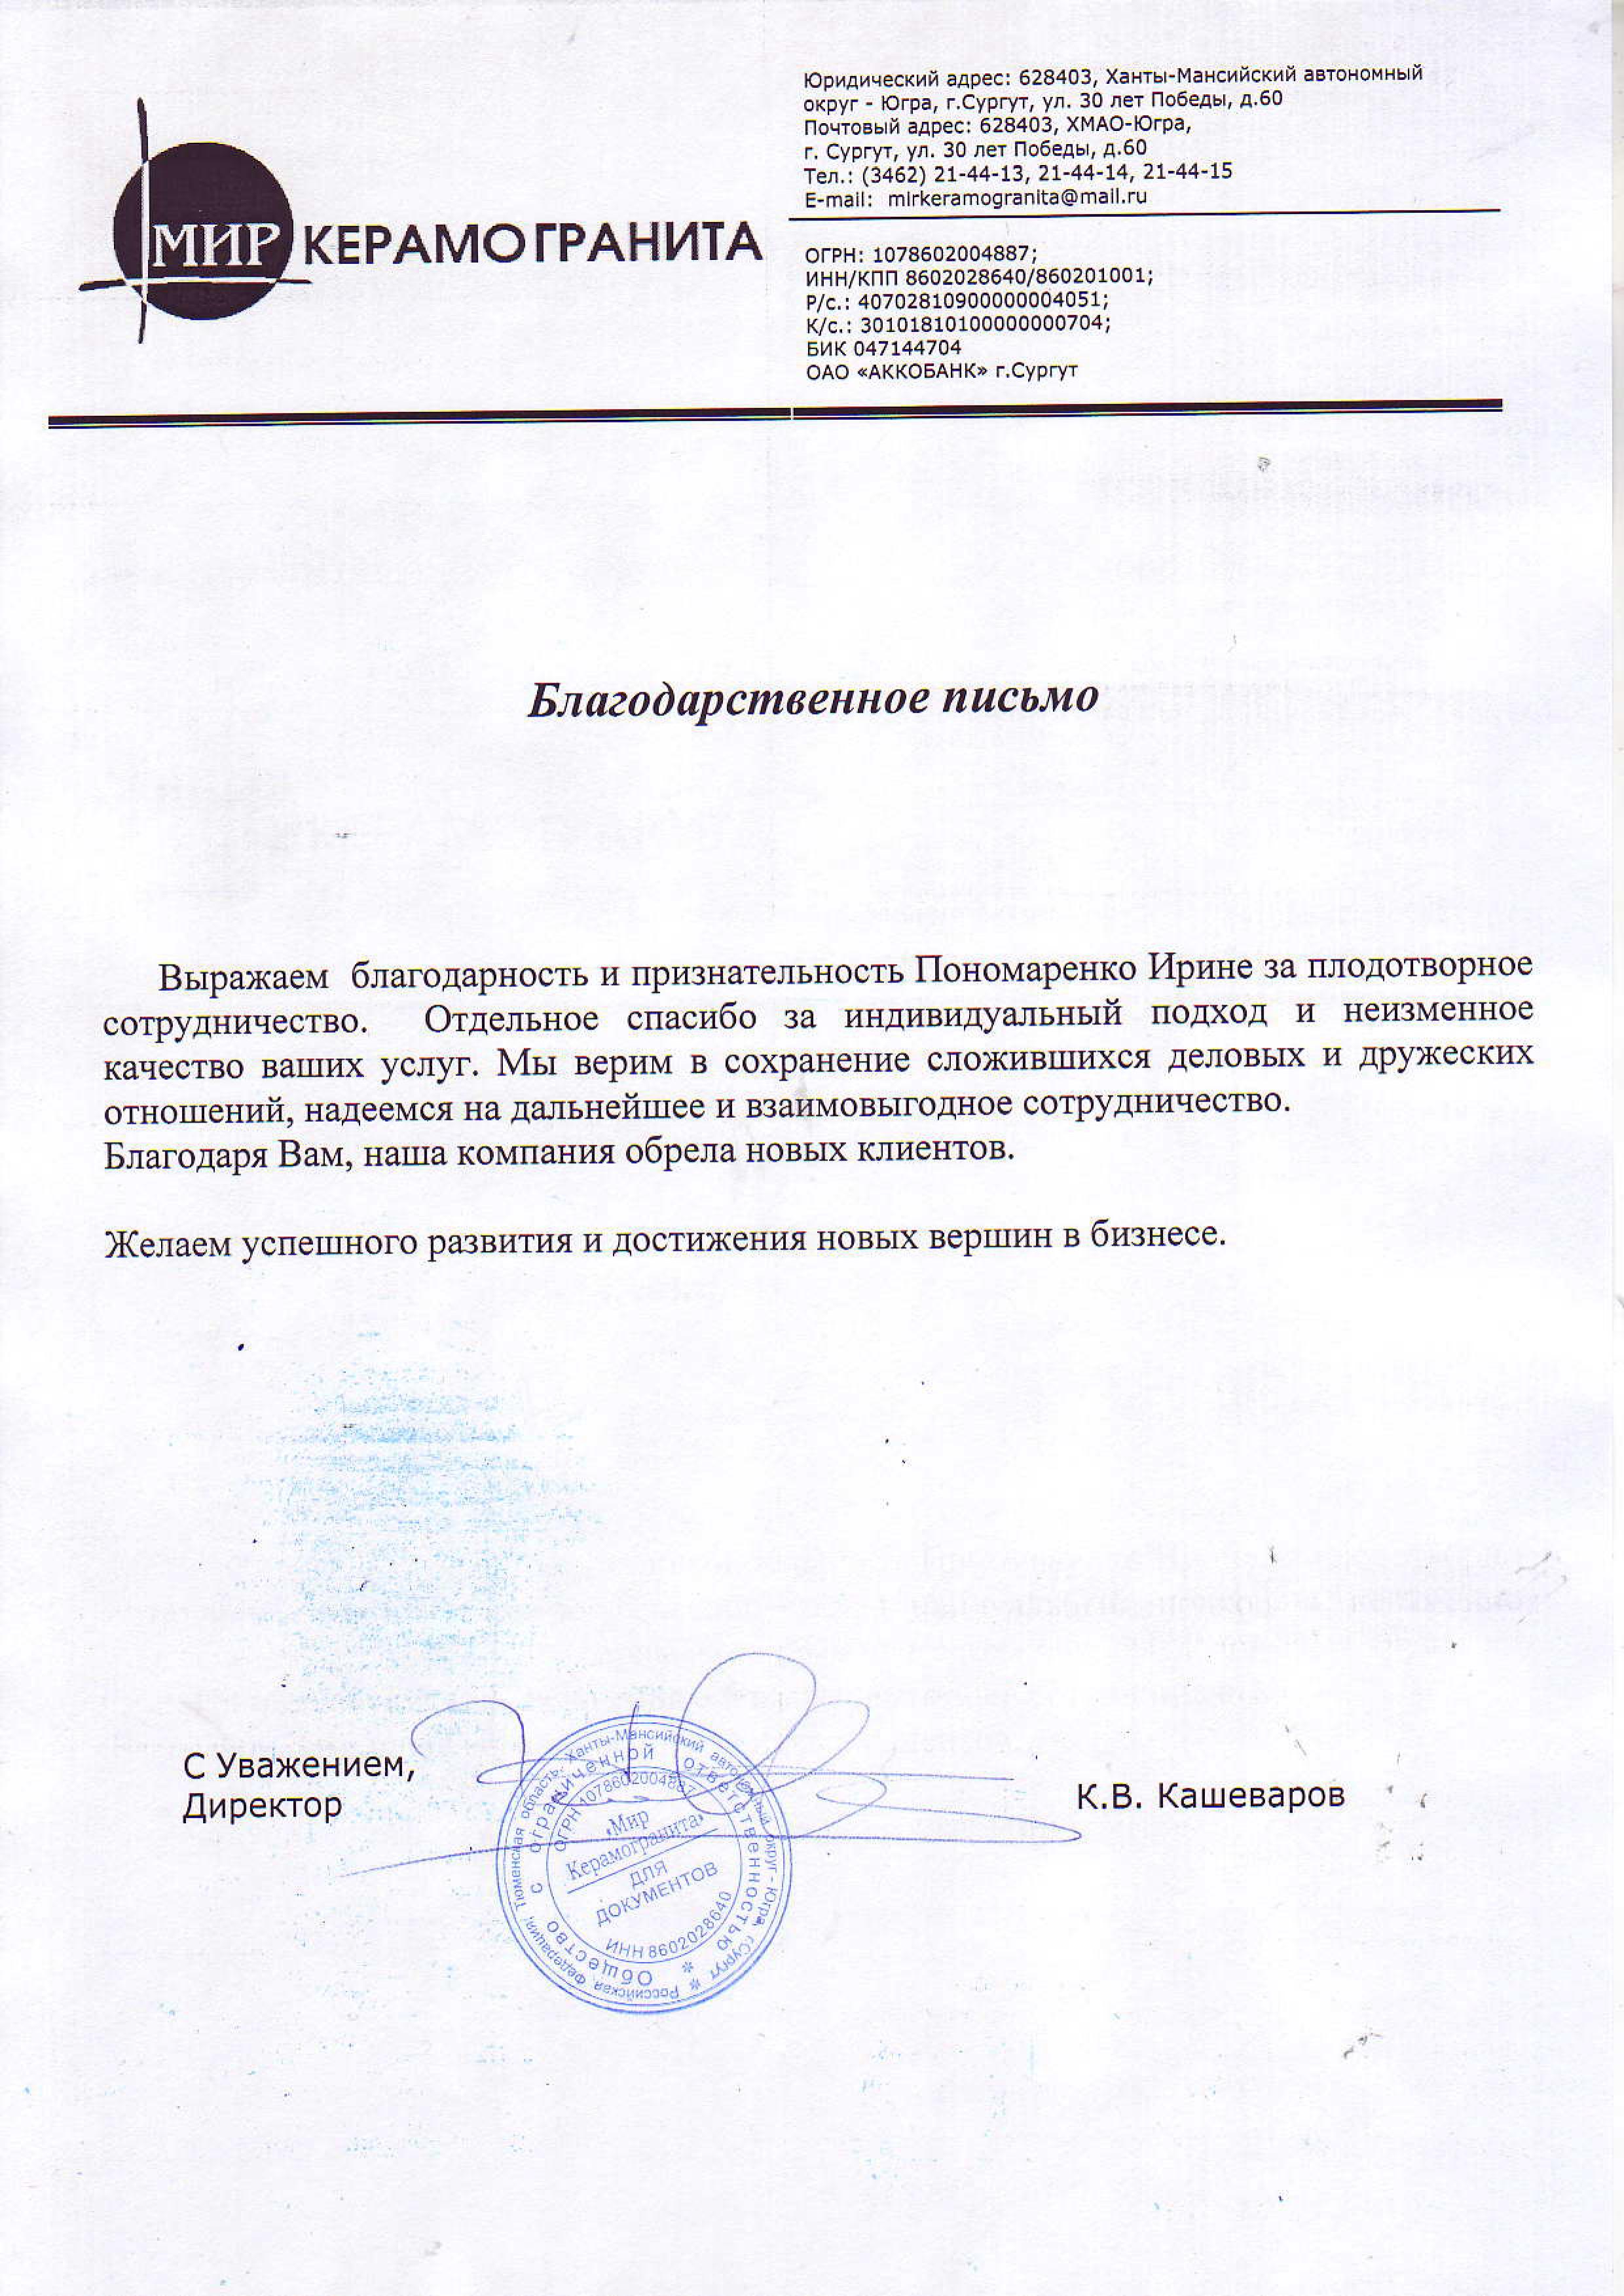 МИР КЕРАМОГРАНИТА
Юридический адрес: 628403, Ханты-Мансийский автономный
округ - Югра, г.Сургут, ул. 30 лет Победы, д.60
Почтовый адрес: 628403, ХМАО-Югра,
г. Сургут, ул. 30 лет Победы, д.60
Тел.: (3462) 21-44-13, 21-44-14, 21-44-15
E-mail: mirkeramogranita@mail.ru
ОГРН: 1078602004887;
ИНН/КПП 8602028640/860201001;
Р/с.: 40702810900000004051;
К/с.: 30101810100000000704;
БИК 047144704
ОАО «АККОБАНК» г.Сургут
Благодарственное письмо
Выражаем благодарность и признательность Пономаренко Ирине за плодотворное
сотрудничество. Отдельное спасибо за индивидуальный подход и неизменное
качество ваших услуг. Мы верим в сохранение сложившихся деловых и дружеских
отношений, надеемся на дальнейшее и взаимовыгодное сотрудничество.
Благодаря Вам, наша компания обрела новых клиентов.
Желаем успешного развития и достижения новых вершин в бизнесе.
С Уважением,
Директор
К.В. Кашеваров
Российская Федерация, Тюменская область, Ханты-Мансийский автономный округ - Югра, г.Сургут *
Общество с ограниченной ответственностью *
ОГРН 1078602004887
«Мир
Керамогранита»
ДЛЯ
ДОКУМЕНТОВ
ИНН 8602028640